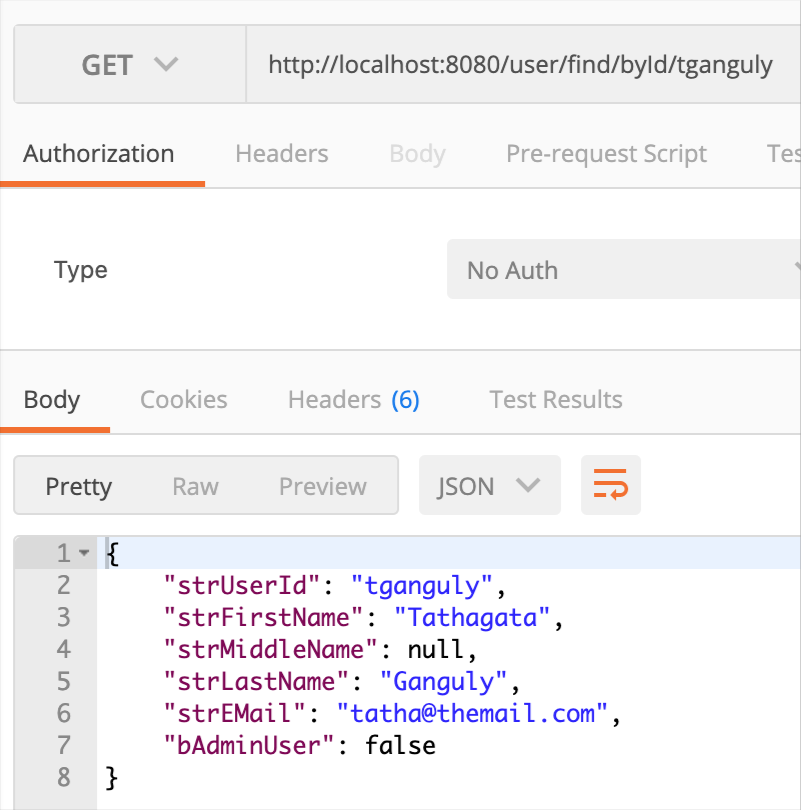 GET http://localhost:8080/user/find/byId/tganguly
Authorization Headers Body Pre-request Script
Type No Auth
Body Cookies Headers (6) Test Results
Pretty Raw Preview JSON
1 {
2 "strUserId": "tganguly",
3 "strFirstName": "Tathagata",
4 "strMiddleName": null,
5 "strLastName": "Ganguly",
6 "strEMail": "tatha@themail.com",
7 "bAdminUser": false
8 }